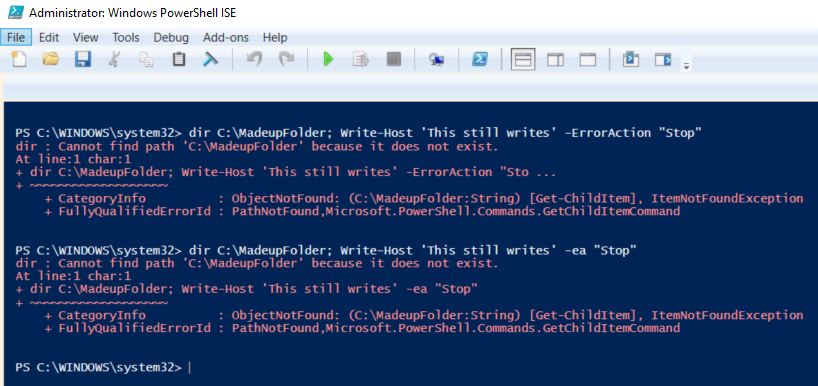 Administrator: Windows PowerShell ISE
File Edit View Tools Debug Add-ons Help
PS C:\WINDOWS\system32> dir C:\MadeupFolder; Write-Host 'This still writes' -ErrorAction "Stop"
dir : Cannot find path 'C:\MadeupFolder' because it does not exist.
At line:1 char:1
+ dir C:\MadeupFolder; Write-Host 'This still writes' -ErrorAction "Sto ...
+ ~~~~~~~~~~~~~~~~~~~
    + CategoryInfo          : ObjectNotFound: (C:\MadeupFolder:String) [Get-ChildItem], ItemNotFoundException
    + FullyQualifiedErrorId : PathNotFound,Microsoft.PowerShell.Commands.GetChildItemCommand
PS C:\WINDOWS\system32> dir C:\MadeupFolder; Write-Host 'This still writes' -ea "Stop"
dir : Cannot find path 'C:\MadeupFolder' because it does not exist.
At line:1 char:1
+ dir C:\MadeupFolder; Write-Host 'This still writes' -ea "Stop"
+ ~~~~~~~~~~~~~~~~~~~
    + CategoryInfo          : ObjectNotFound: (C:\MadeupFolder:String) [Get-ChildItem], ItemNotFoundException
    + FullyQualifiedErrorId : PathNotFound,Microsoft.PowerShell.Commands.GetChildItemCommand
PS C:\WINDOWS\system32>